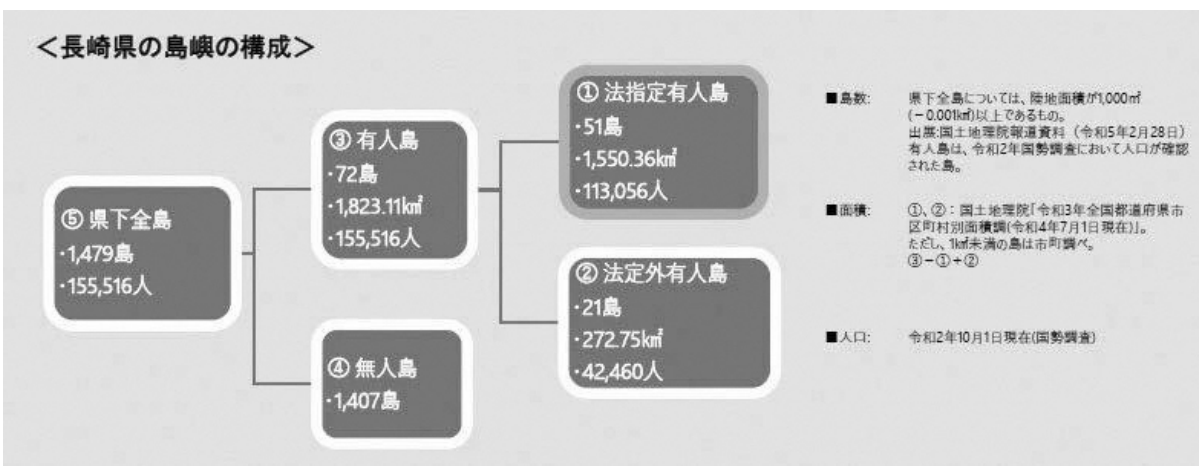 <長崎県の島嶼の構成>
⑤ 県下全島
・1,479島
・155,516人
③ 有人島
・72島
・1,823.11㎢
・155,516人
④ 無人島
・1,407島
① 法指定有人島
・51島
・1,550.36㎢
・113,056人
② 法定外有人島
・21島
・272.75㎢
・42,460人
■島数: 県下全島については、陸地面積が1,000㎡
(−0.001㎢)以上であるもの。
出展:国土地理院報道資料（令和5年2月28日）
有人島は、令和2年国勢調査において人口が確認
された島。
■面積: ①、②：国土地理院「令和3年全国都道府県市
区町村別面積調(令和4年7月1日現在)」。
ただし、1㎢未満の島は市町調べ。
③−①+②
■人口: 令和2年10月1日現在(国勢調査)